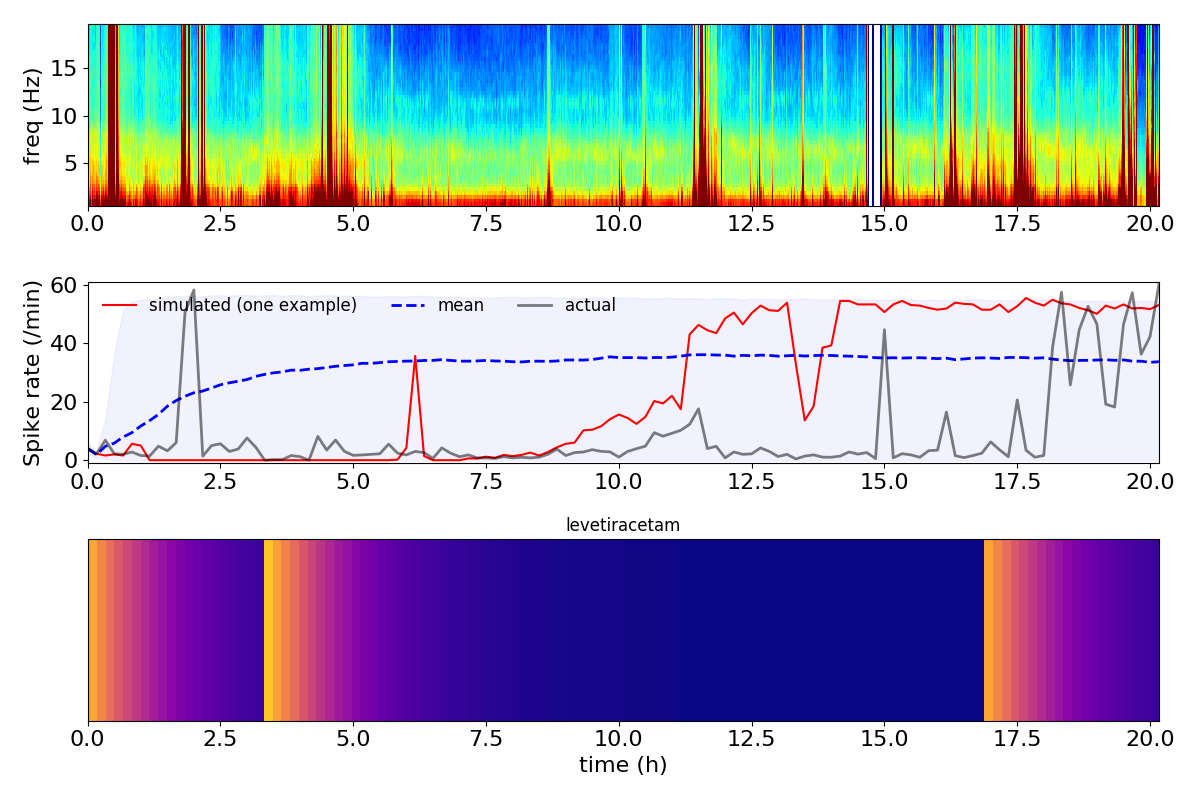 freq (Hz)
15
10
5
0.0 2.5 5.0 7.5 10.0 12.5 15.0 17.5 20.0
Spike rate (/min)
60
40
20
0
simulated (one example) mean actual
0.0 2.5 5.0 7.5 10.0 12.5 15.0 17.5 20.0
levetiracetam
0.0 2.5 5.0 7.5 10.0 12.5 15.0 17.5 20.0
time (h)